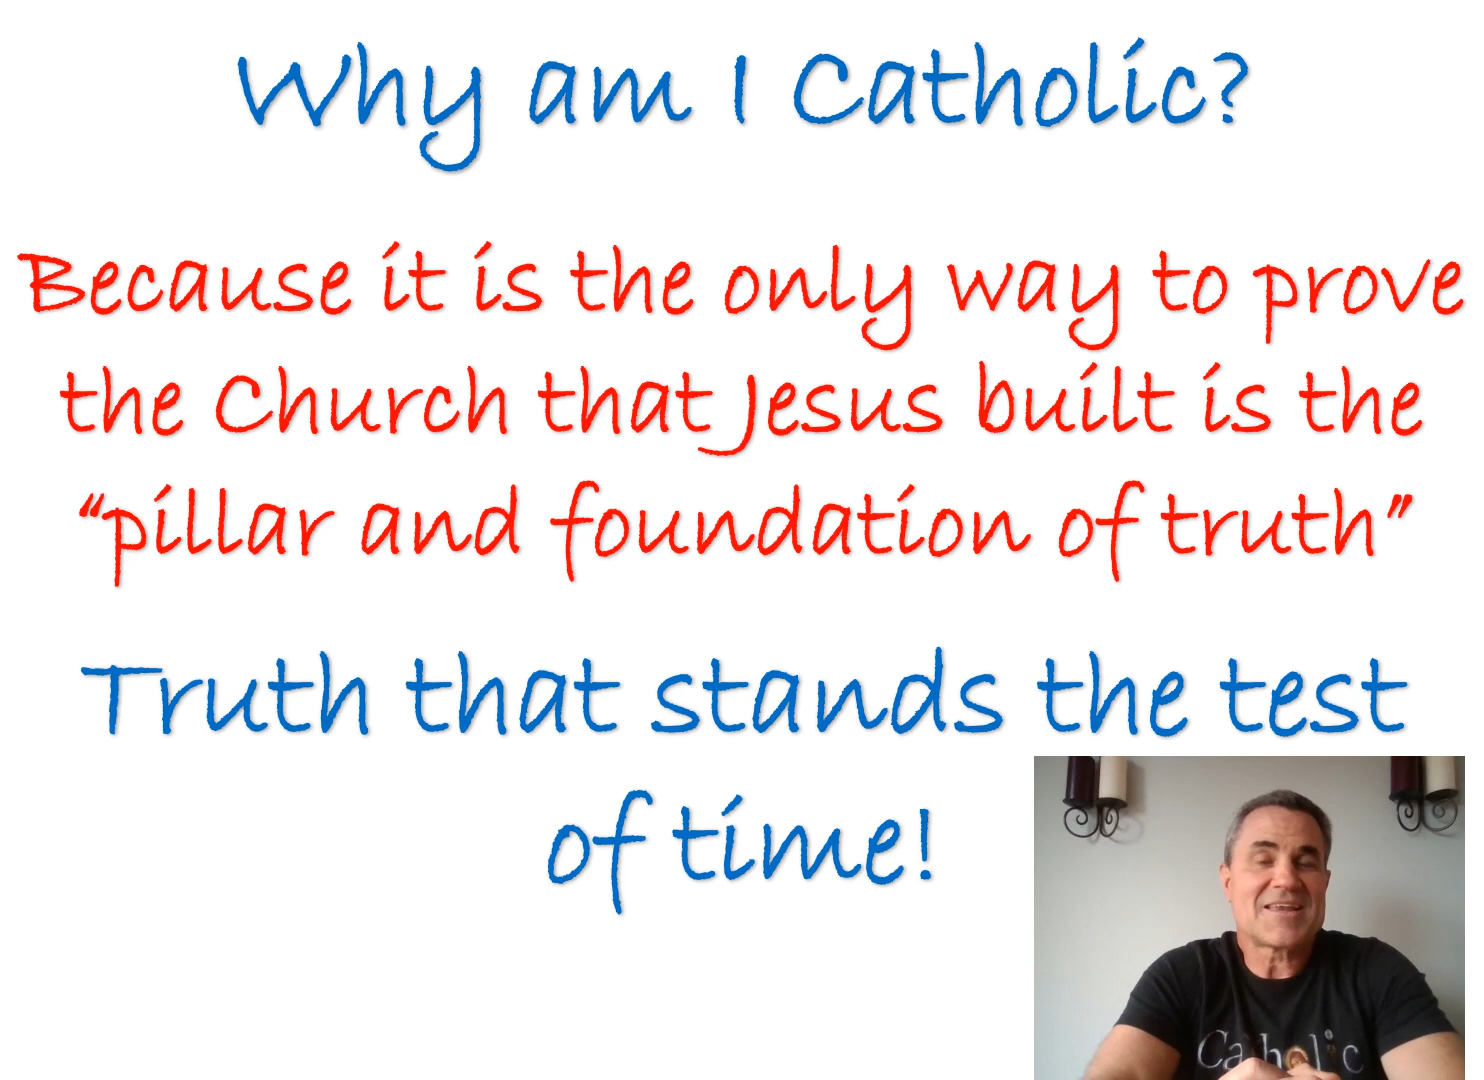 Why am I Catholic?
Because it is the only way to prove
the Church that Jesus built is the
“pillar and foundation of truth”
Truth that stands the test
of time!
Catholic